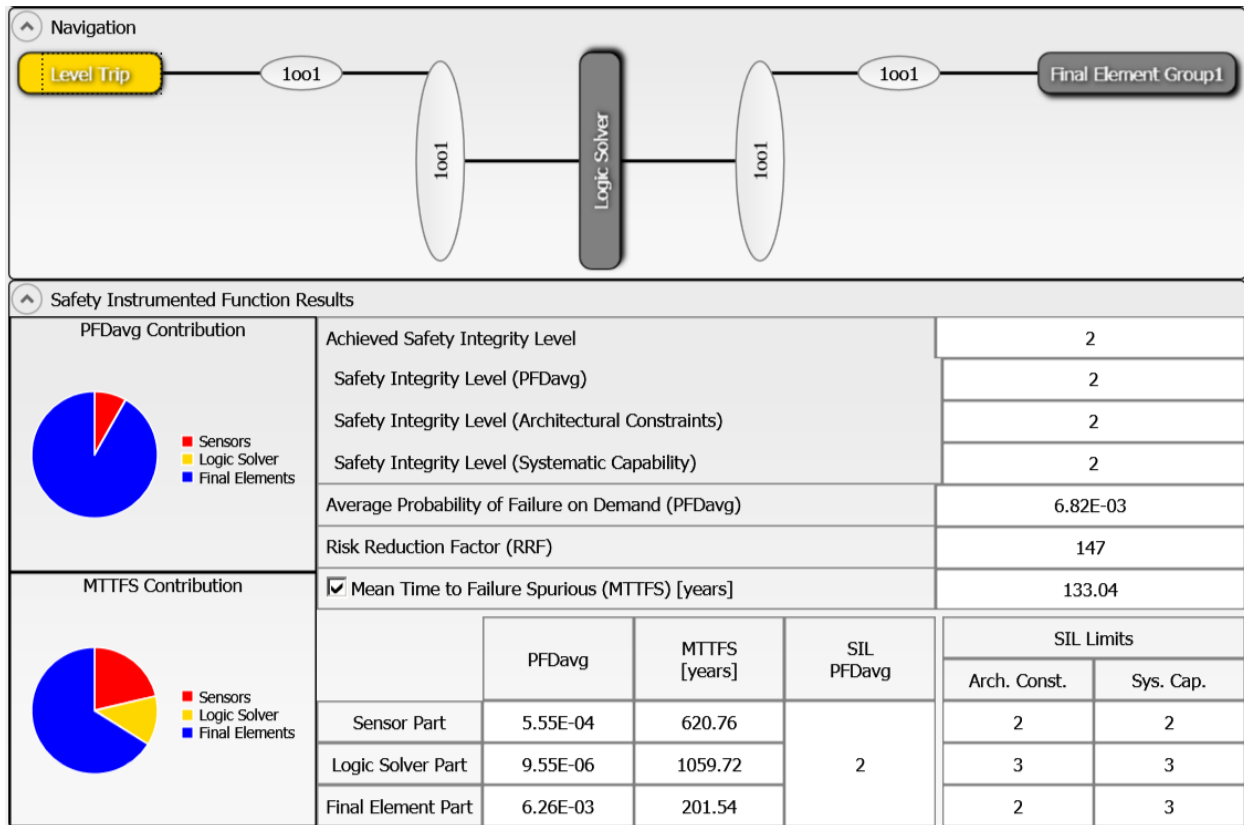 Navigation
Level Trip
1oo1
1oo1
Logic Solver
1oo1
1oo1
Final Element Group1
Safety Instrumented Function Results
PFDavg Contribution
Sensors
Logic Solver
Final Elements
MTTFS Contribution
Sensors
Logic Solver
Final Elements
Achieved Safety Integrity Level 2
Safety Integrity Level (PFDavg) 2
Safety Integrity Level (Architectural Constraints) 2
Safety Integrity Level (Systematic Capability) 2
Average Probability of Failure on Demand (PFDavg) 6.82E-03
Risk Reduction Factor (RRF) 147
Mean Time to Failure Spurious (MTTFS) [years] 133.04
PFDavg MTTFS [years] SIL PFDavg SIL Limits
Arch. Const. Sys. Cap.
Sensor Part 5.55E-04 620.76 2 2
Logic Solver Part 9.55E-06 1059.72 2 3 3
Final Element Part 6.26E-03 201.54 2 3